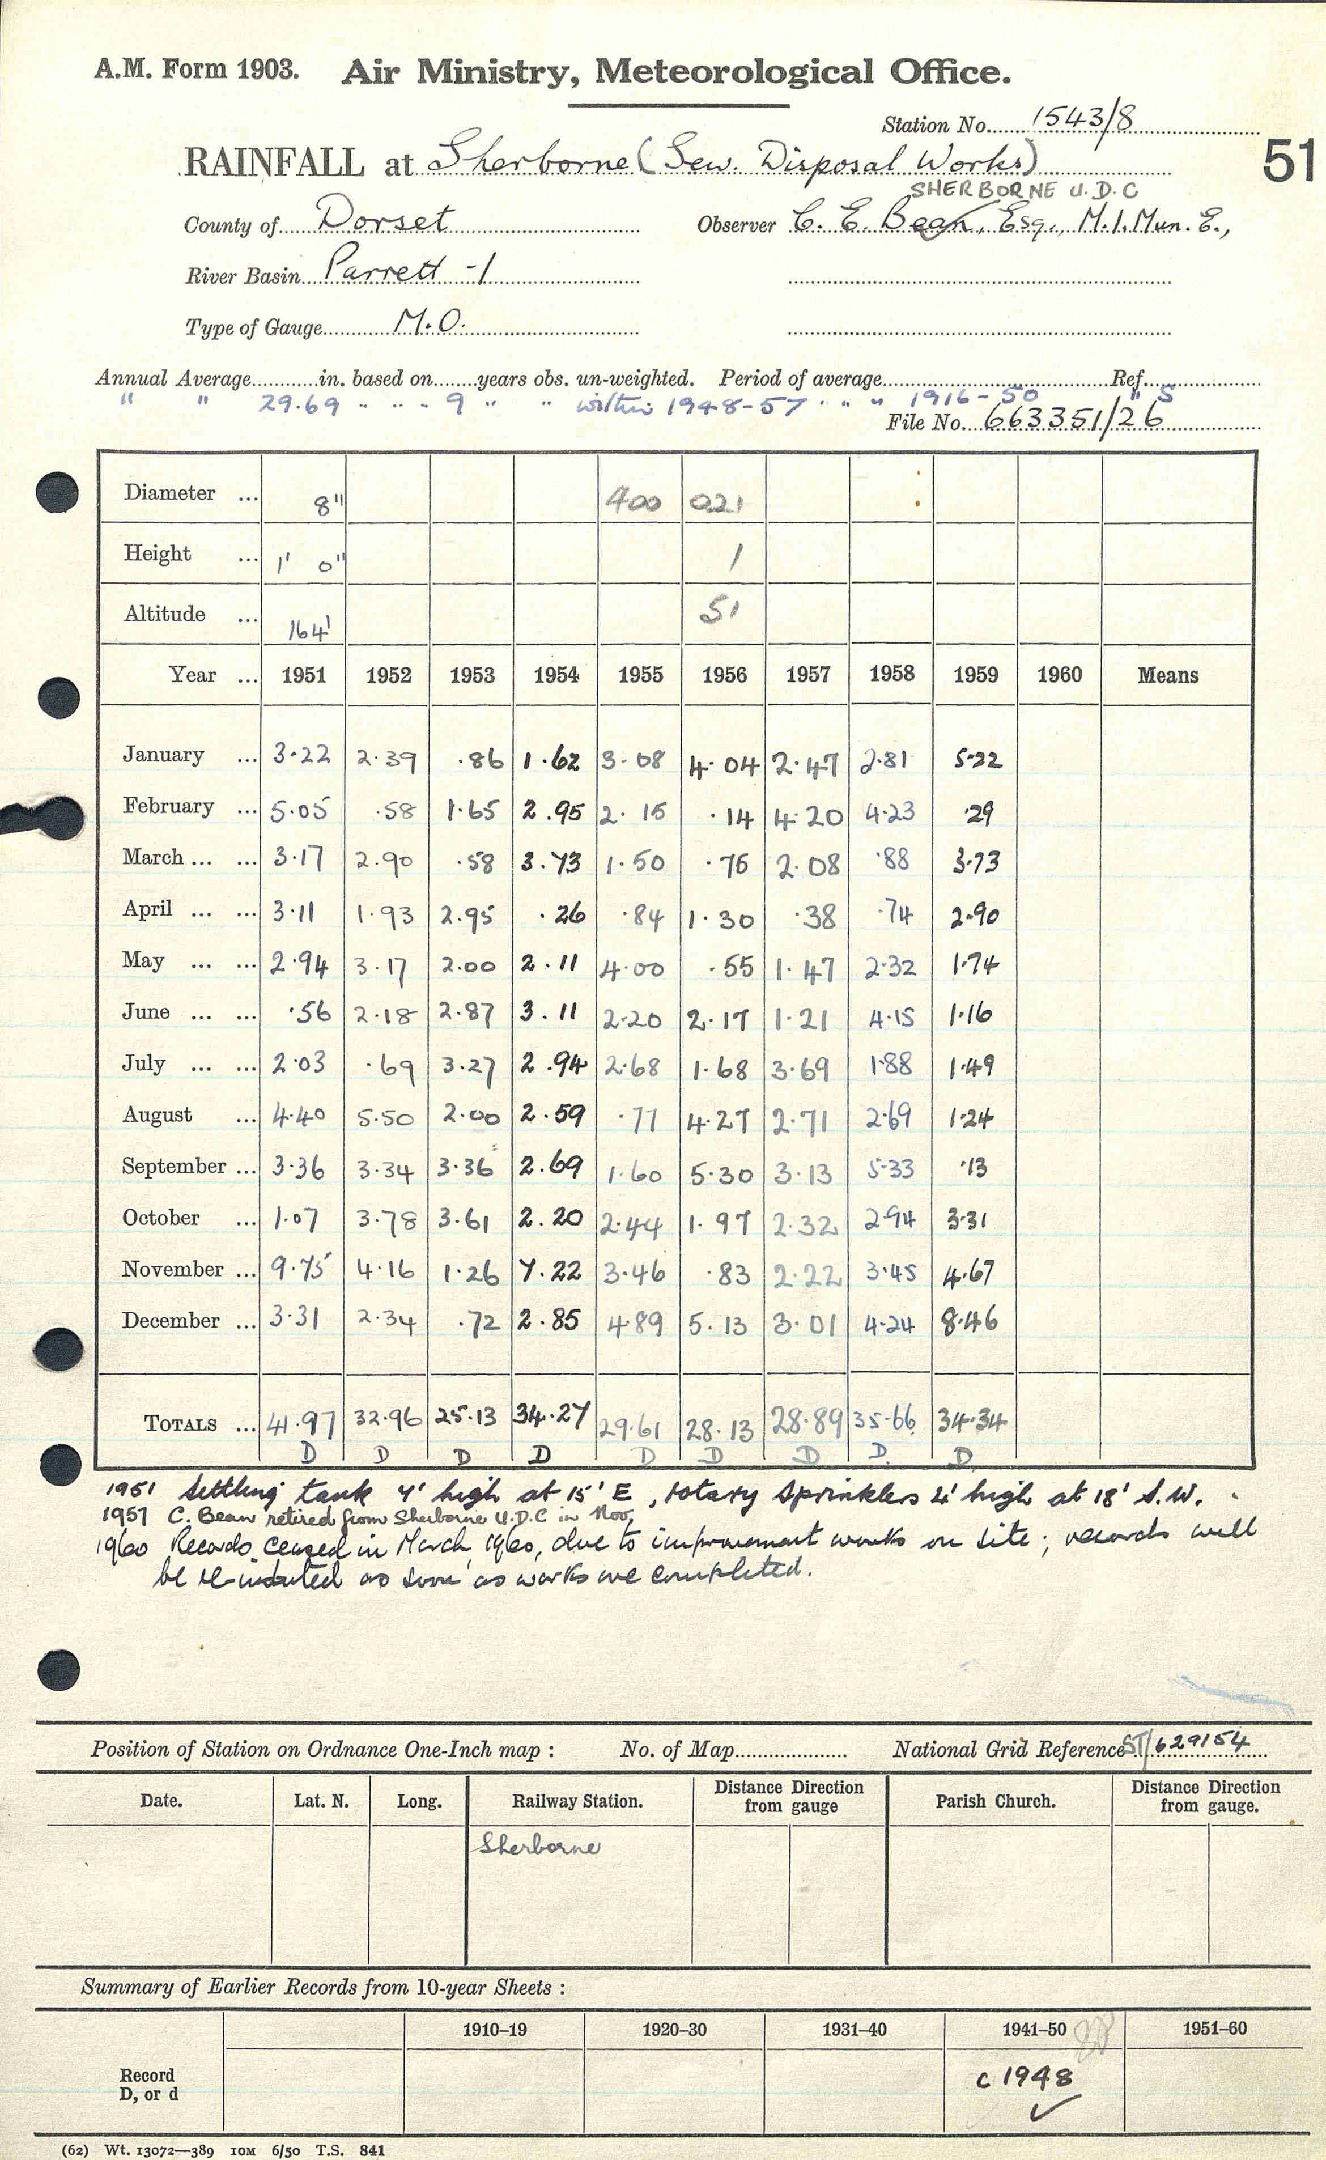 A.M. Form 1903. Air Ministry, Meteorological Office.
Station No. 1543/8
RAINFALL at Sherborne (Sew. Disposal Works)
51
SHERBORNE U.D.C
County of Dorset Observer C. E. Bean, Esq., M.I.Mun. E.,
River Basin Parrett -1
Type of Gauge M.O.
Annual Average in. based on years obs. un-weighted. Period of average Ref.
" " 29.69 " " " 9 " " within 1948-57 " " " 1916-50 " S
File No. 663351/26
Diameter ... 8" 400 021
Height ... 1' 0" 1
Altitude ... 164' 51
Year ... 1951 1952 1953 1954 1955 1956 1957 1958 1959 1960 Means
January ... 3.22 2.39 .86 1.62 3.08 4.04 2.47 2.81 5.22
February ... 5.05 .58 1.65 2.95 2.15 .14 4.20 4.23 .29
March ... ... 3.17 2.90 .58 3.73 1.50 .75 2.08 .88 3.73
April ... ... 3.11 1.93 2.95 .26 .84 1.30 .38 .74 2.90
May ... ... 2.94 3.17 2.00 2.11 4.00 .55 1.47 2.32 1.74
June ... ... .56 2.18 2.87 3.11 2.20 2.17 1.21 4.15 1.16
July ... ... 2.03 .69 3.27 2.94 2.68 1.68 3.69 1.88 1.49
August ... 4.40 5.50 2.00 2.59 .77 4.27 2.71 2.69 1.24
September ... 3.36 3.34 3.36 2.69 1.60 5.30 3.13 5.33 .13
October ... 1.07 3.78 3.61 2.20 2.44 1.97 2.32 2.94 3.31
November ... 9.75 4.16 1.26 7.22 3.46 .83 2.22 3.45 4.67
December ... 3.31 2.34 .72 2.85 4.89 5.13 3.01 4.24 8.46
TOTALS ... 41.97 32.96 25.13 34.27 29.61 28.13 28.89 35.66 34.34
D D D D D D D D D
1951 Settling tank 4' high at 15' E, rotary sprinklers 4' high at 18' S.W.
1957 C. Bean retired from Sherborne U.D.C in Nov,
1960 Records ceased in March, 1960, due to improvement works on site; records will
be re-instated as soon as works are completed.
Position of Station on Ordnance One-Inch map : No. of Map National Grid Reference ST/629154
Date. Lat. N. Long. Railway Station. Distance from gauge Direction Parish Church. Distance from gauge. Direction
Sherborne
Summary of Earlier Records from 10-year Sheets :
1910–19 1920–30 1931–40 1941–50 1951–60
Record
D, or d
c 1948 ✓
(62) Wt. 13072—389 10M 6/50 T.S. 841